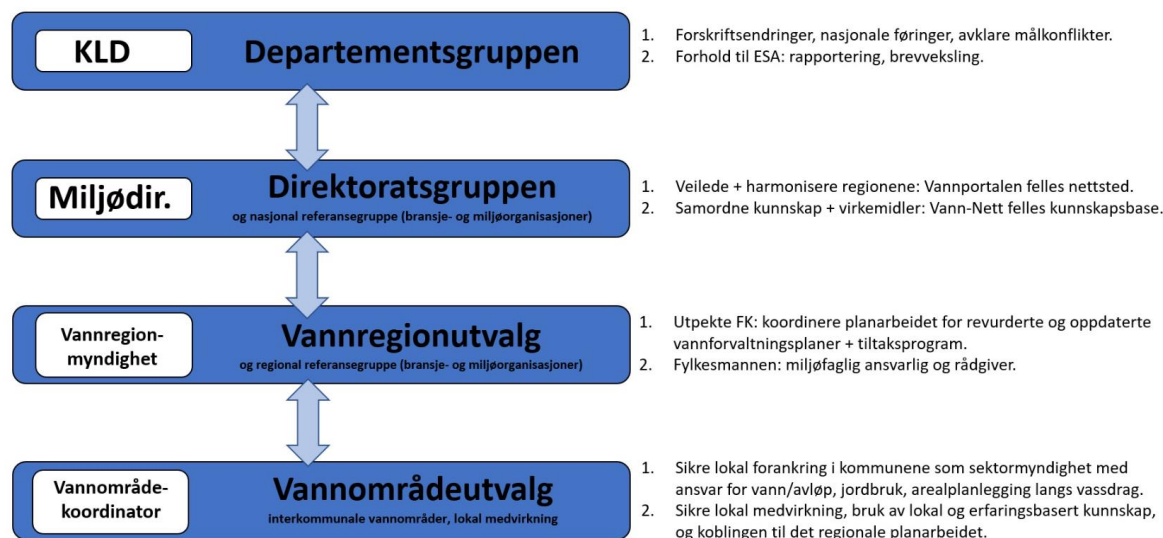 KLD
Departementsgruppen
1. Forskriftsendringer, nasjonale føringer, avklare målkonflikter.
2. Forhold til ESA: rapportering, brevveksling.
Miljødir.
Direktoratsgruppen
og nasjonal referansegruppe (bransje- og miljøorganisasjoner)
1. Veilede + harmonisere regionene: Vannportalen felles nettsted.
2. Samordne kunnskap + virkemidler: Vann-Nett felles kunnskapsbase.
Vannregion-
myndighet
Vannregionutvalg
og regional referansegruppe (bransje- og miljøorganisasjoner)
1. Utpekte FK: koordinere planarbeidet for revurderte og oppdaterte
vannforvaltningsplaner + tiltaksprogram.
2. Fylkesmannen: miljøfaglig ansvarlig og rådgiver.
Vannområde-
koordinator
Vannområdeutvalg
interkommunale vannområder, lokal medvirkning
1. Sikre lokal forankring i kommunene som sektormyndighet med
ansvar for vann/avløp, jordbruk, arealplanlegging langs vassdrag.
2. Sikre lokal medvirkning, bruk av lokal og erfaringsbasert kunnskap,
og koblingen til det regionale planarbeidet.